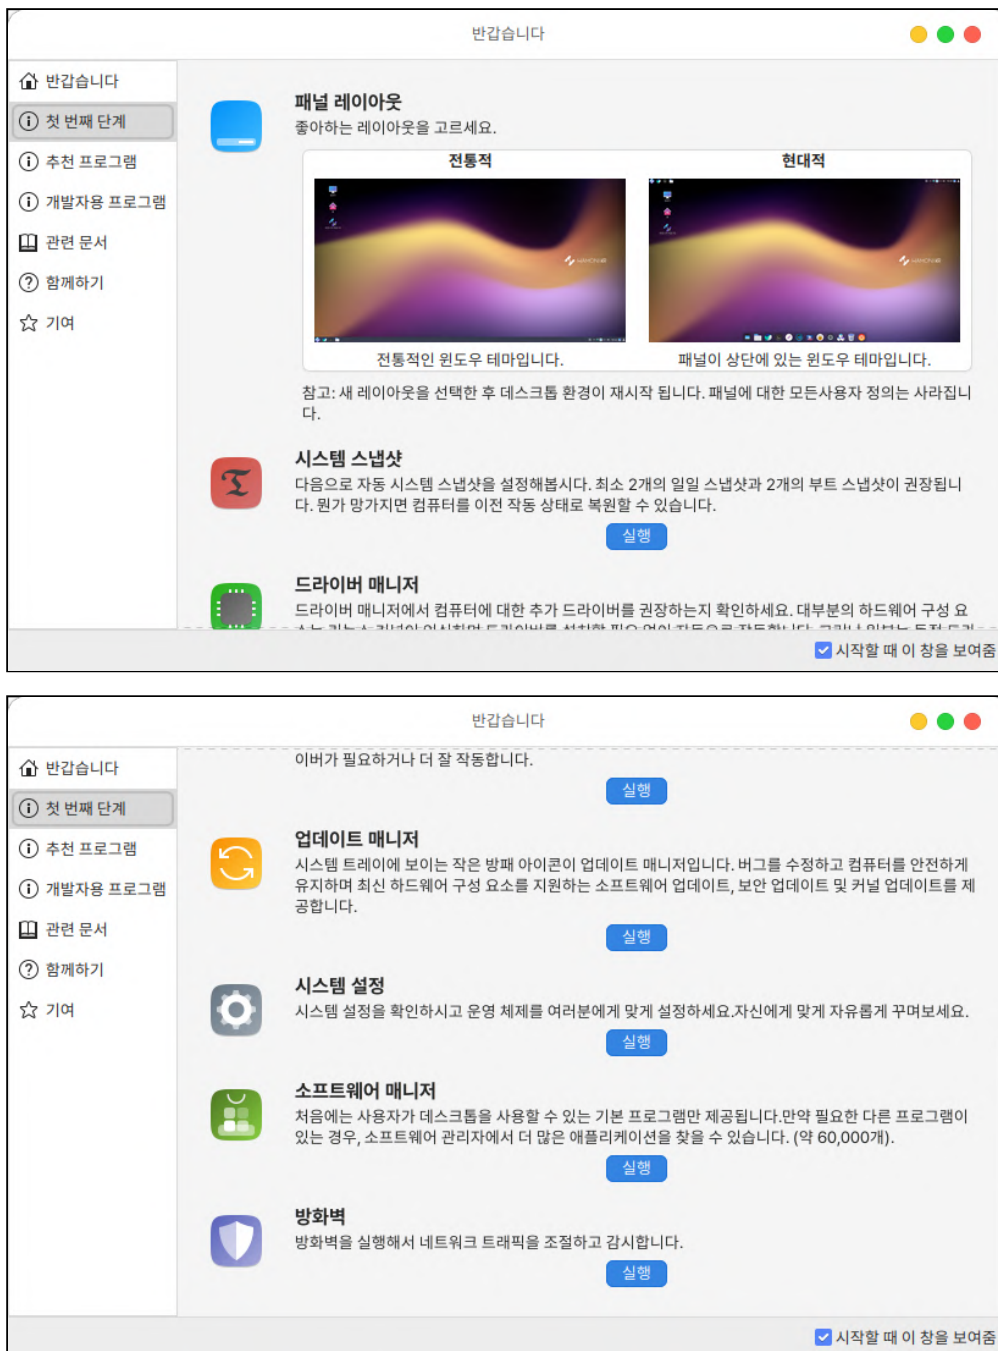 반갑습니다
반갑습니다
첫 번째 단계
추천 프로그램
개발자용 프로그램
관련 문서
함께하기
기여
패널 레이아웃
좋아하는 레이아웃을 고르세요.
전통적
현대적
전통적인 윈도우 테마입니다.
패널이 상단에 있는 윈도우 테마입니다.
참고: 새 레이아웃을 선택한 후 데스크톱 환경이 재시작 됩니다. 패널에 대한 모든사용자 정의는 사라집니
다.
시스템 스냅샷
다음으로 자동 시스템 스냅샷을 설정해봅시다. 최소 2개의 일일 스냅샷과 2개의 부트 스냅샷이 권장됩니
다. 뭔가 망가지면 컴퓨터를 이전 작동 상태로 복원할 수 있습니다.
실행
드라이버 매니저
드라이버 매니저에서 컴퓨터에 대한 추가 드라이버를 권장하는지 확인하세요. 대부분의 하드웨어 구성 요
시작할 때 이 창을 보여줌
반갑습니다
반갑습니다
첫 번째 단계
추천 프로그램
개발자용 프로그램
관련 문서
함께하기
기여
이버가 필요하거나 더 잘 작동합니다.
실행
업데이트 매니저
시스템 트레이에 보이는 작은 방패 아이콘이 업데이트 매니저입니다. 버그를 수정하고 컴퓨터를 안전하게
유지하며 최신 하드웨어 구성 요소를 지원하는 소프트웨어 업데이트, 보안 업데이트 및 커널 업데이트를 제
공합니다.
실행
시스템 설정
시스템 설정을 확인하시고 운영 체제를 여러분에게 맞게 설정하세요.자신에게 맞게 자유롭게 꾸며보세요.
실행
소프트웨어 매니저
처음에는 사용자가 데스크톱을 사용할 수 있는 기본 프로그램만 제공됩니다.만약 필요한 다른 프로그램이
있는 경우, 소프트웨어 관리자에서 더 많은 애플리케이션을 찾을 수 있습니다. (약 60,000개).
실행
방화벽
방화벽을 실행해서 네트워크 트래픽을 조절하고 감시합니다.
실행
시작할 때 이 창을 보여줌